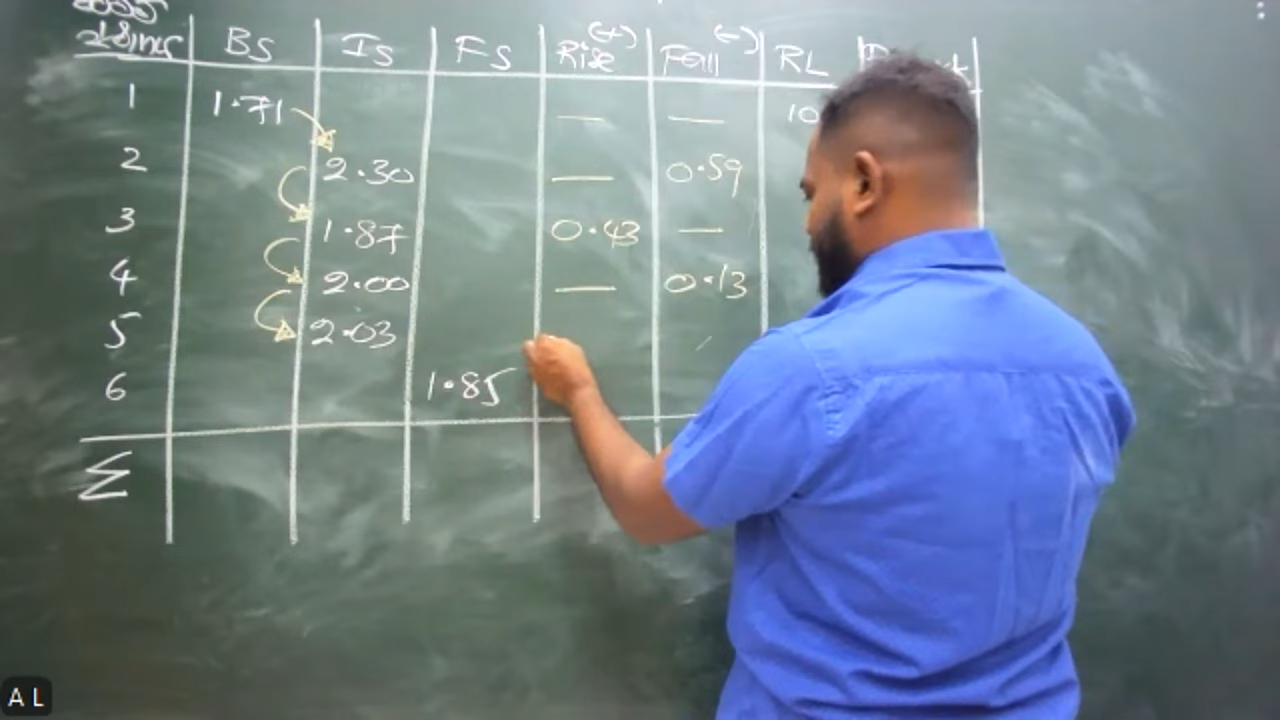 BS IS FS Rise (+) Fall (-) RL
1 1.71 — — 10
2 2.30 — 0.59
3 1.87 0.43 —
4 2.00 — 0.13
5 2.03
6 1.85
Σ
A L